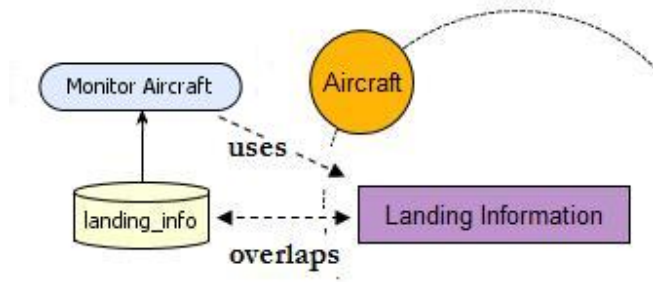 Aircraft
Monitor Aircraft
uses
landing_info
Landing Information
overlaps